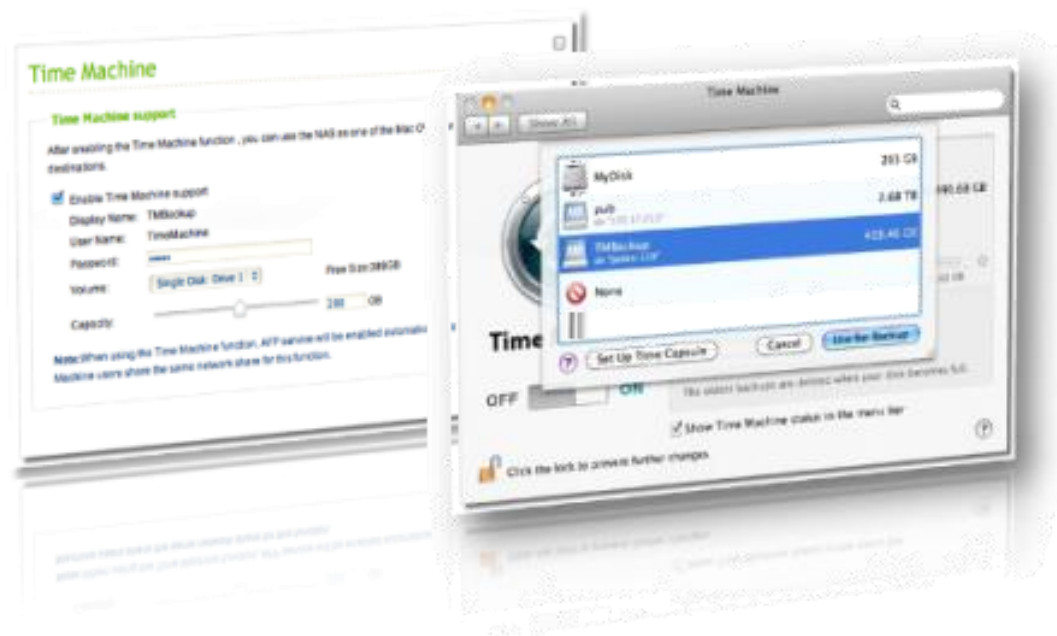 Time Machine
Time Machine support
After enabling the Time Machine function , you can use the NAS as one of the Mac
destinations.
Enable Time Machine support
Display Name: TMBackup
User Name: TimeMachine
Password:
Volume: Single Disk: Drive 1 Free Size:
Capacity: GB
Note:When using the Time Machine function, AFP service will be enabled
Machine users share the same network share for this function.
Time Machine
Show All
MyDisk
pub 2.68 TB
TMBackup
None
Set Up Time Capsule Cancel Use for Backup
Time
OFF ON
The oldest backups are deleted when your disk becomes full.
Show Time Machine status in the menu bar
Click the lock to prevent further changes.